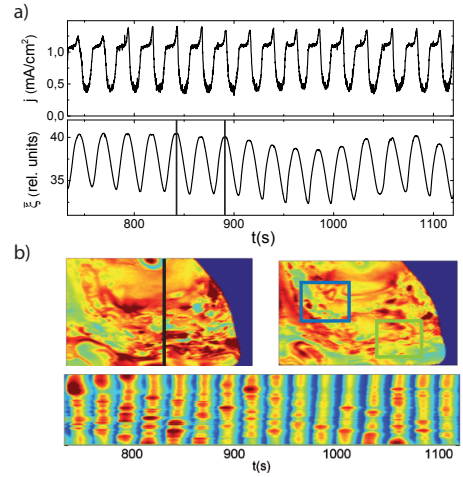 a)
j (mA/cm²)
1,0
0,5
0,0
ξ̄ (rel. units)
40
35
800
900
1000
1100
t(s)
b)
800
900
1000
1100
t(s)